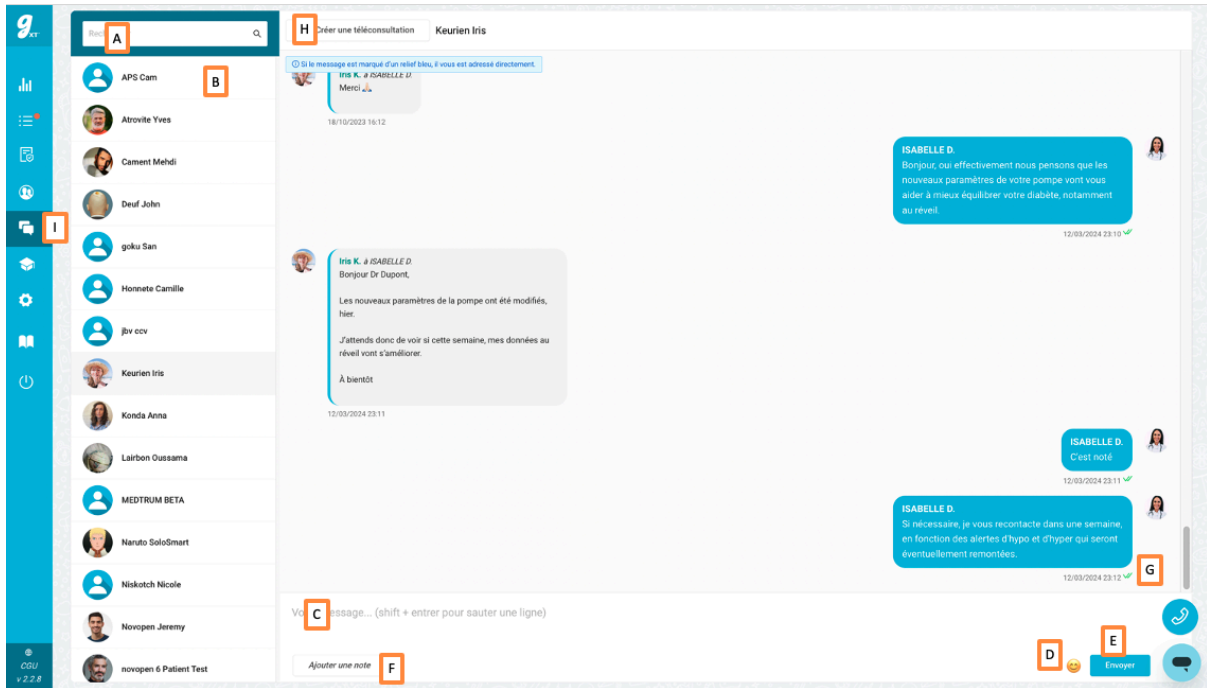 g
XT
A
B
APS Cam
Atrovite Yves
Cament Mehdi
Deuf John
I
goku San
Honnete Camille
jbv ccv
Keurien Iris
Konda Anna
Lairbon Oussama
MEDTRUM BETA
Naruto SoloSmart
Niskotch Nicole
Novopen Jeremy
novopen 6 Patient Test
CGU
v 2.2.8
H
Créer une téléconsultation
Keurien Iris
Si le message est marqué d'un relief bleu, il vous est adressé directement.
Iris K. à ISABELLE D.
Merci
18/10/2023 16:12
ISABELLE D.
Bonjour, oui effectivement nous pensons que les
nouveaux paramètres de votre pompe vont vous
aider à mieux équilibrer votre diabète, notamment
au réveil.
12/03/2024 23:10
Iris K. à ISABELLE D.
Bonjour Dr Dupont,
Les nouveaux paramètres de la pompe ont été modifiés,
hier.
J'attends donc de voir si cette semaine, mes données au
réveil vont s'améliorer.
À bientôt
12/03/2024 23:11
ISABELLE D.
C'est noté
12/03/2024 23:11
ISABELLE D.
Si nécessaire, je vous recontacte dans une semaine,
en fonction des alertes d'hypo et d'hyper qui seront
éventuellement remontées.
12/03/2024 23:12
G
C
(shift + entrer pour sauter une ligne)
Ajouter une note
F
D
E
Envoyer